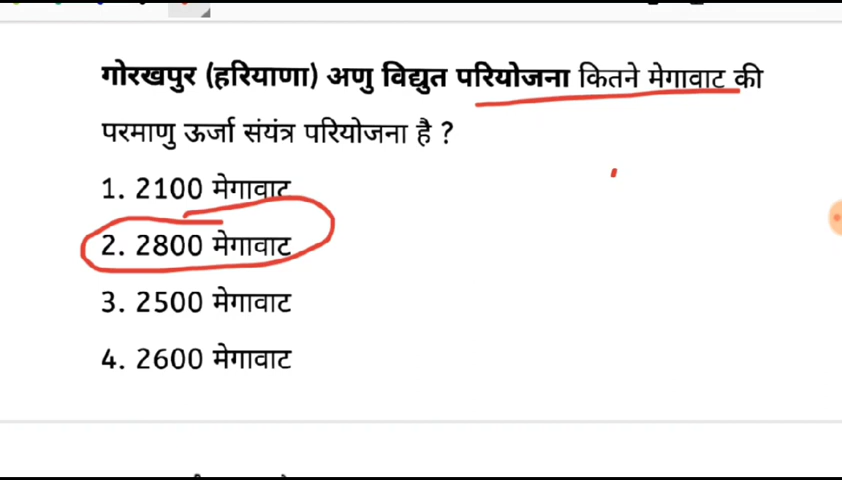 गोरखपुर (हरियाणा) अणु विद्युत परियोजना कितने मेगावाट की
परमाणु ऊर्जा संयंत्र परियोजना है ?
1. 2100 मेगावाट
2. 2800 मेगावाट
3. 2500 मेगावाट
4. 2600 मेगावाट